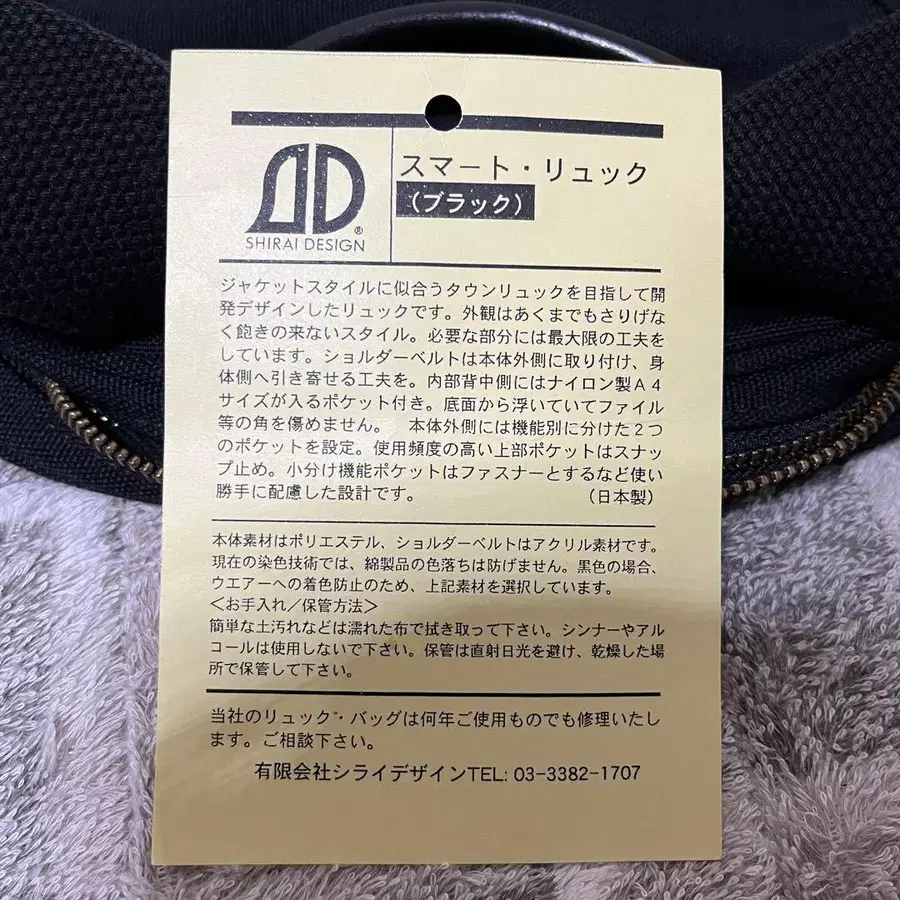 スマート・リュック
(ブラック)
SHIRAI DESIGN®
ジャケットスタイルに似合うタウンリュックを目指して開
発デザインしたリュックです。外観はあくまでもさりげな
く飽きの来ないスタイル。必要な部分には最大限の工夫を
しています。ショルダーベルトは本体外側に取り付け、身
体側へ引き寄せる工夫を。内部背中側にはナイロン製A4
サイズが入るポケット付き。底面から浮いていてファイル
等の角を傷めません。 本体外側には機能別に分けた2つ
のポケットを設定。使用頻度の高い上部ポケットはスナッ
プ止め。小分け機能ポケットはファスナーとするなど使い
勝手に配慮した設計です。 (日本製)
本体素材はポリエステル、ショルダーベルトはアクリル素材です。
現在の染色技術では、綿製品の色落ちは防げません。黒色の場合、
ウエアーへの着色防止のため、上記素材を選択しています。
<お手入れ/保管方法>
簡単な土汚れなどは濡れた布で拭き取って下さい。シンナーやアル
コールは使用しないで下さい。保管は直射日光を避け、乾燥した場
所で保管して下さい。
当社のリュック・バッグは何年ご使用ものでも修理いたし
ます。ご相談下さい。
有限会社シライデザインTEL: 03-3382-1707